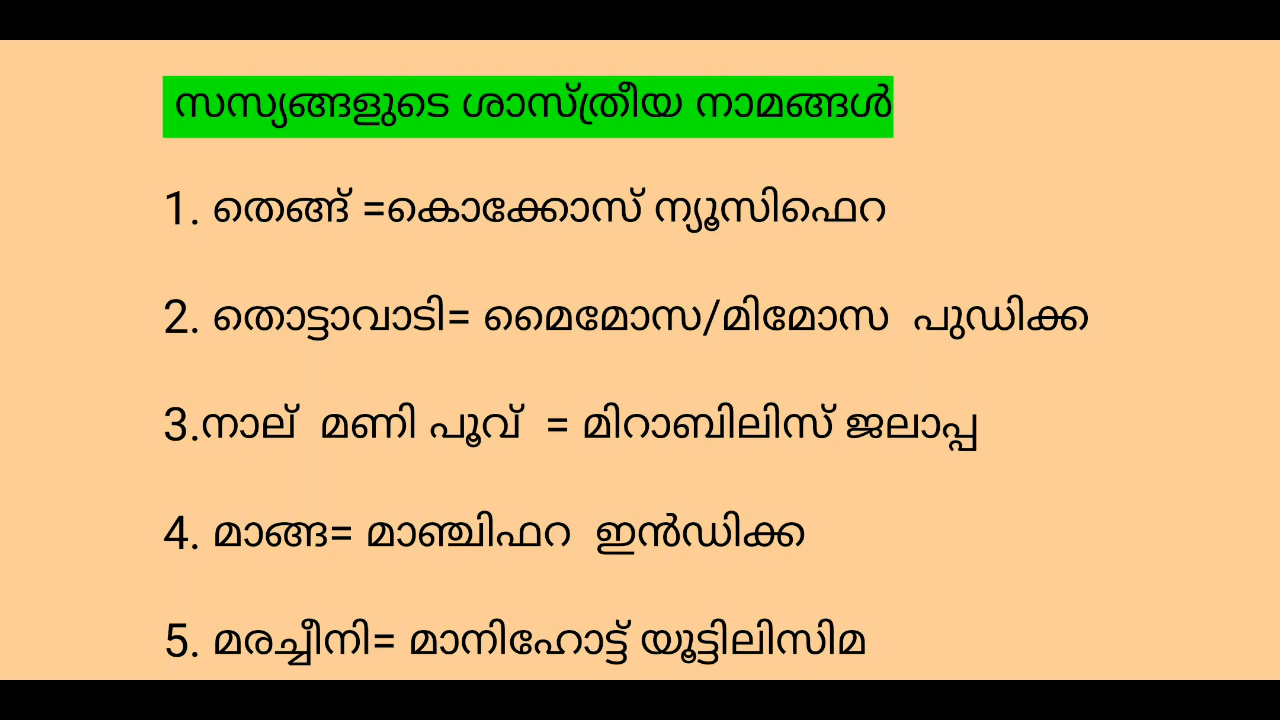 സസ്യങ്ങളുടെ ശാസ്ത്രീയ നാമങ്ങൾ
1. തെങ്ങ് =കൊക്കോസ് ന്യൂസിഫെറ
2. തൊട്ടാവാടി= മൈമോസ/മിമോസ പുഡിക്ക
3.നാല് മണി പൂവ് = മിറാബിലിസ് ജലാപ്പ
4. മാങ്ങ= മാഞ്ചിഫറ ഇൻഡിക്ക
5. മരച്ചീനി= മാനിഹോട്ട് യൂട്ടിലിസിമ